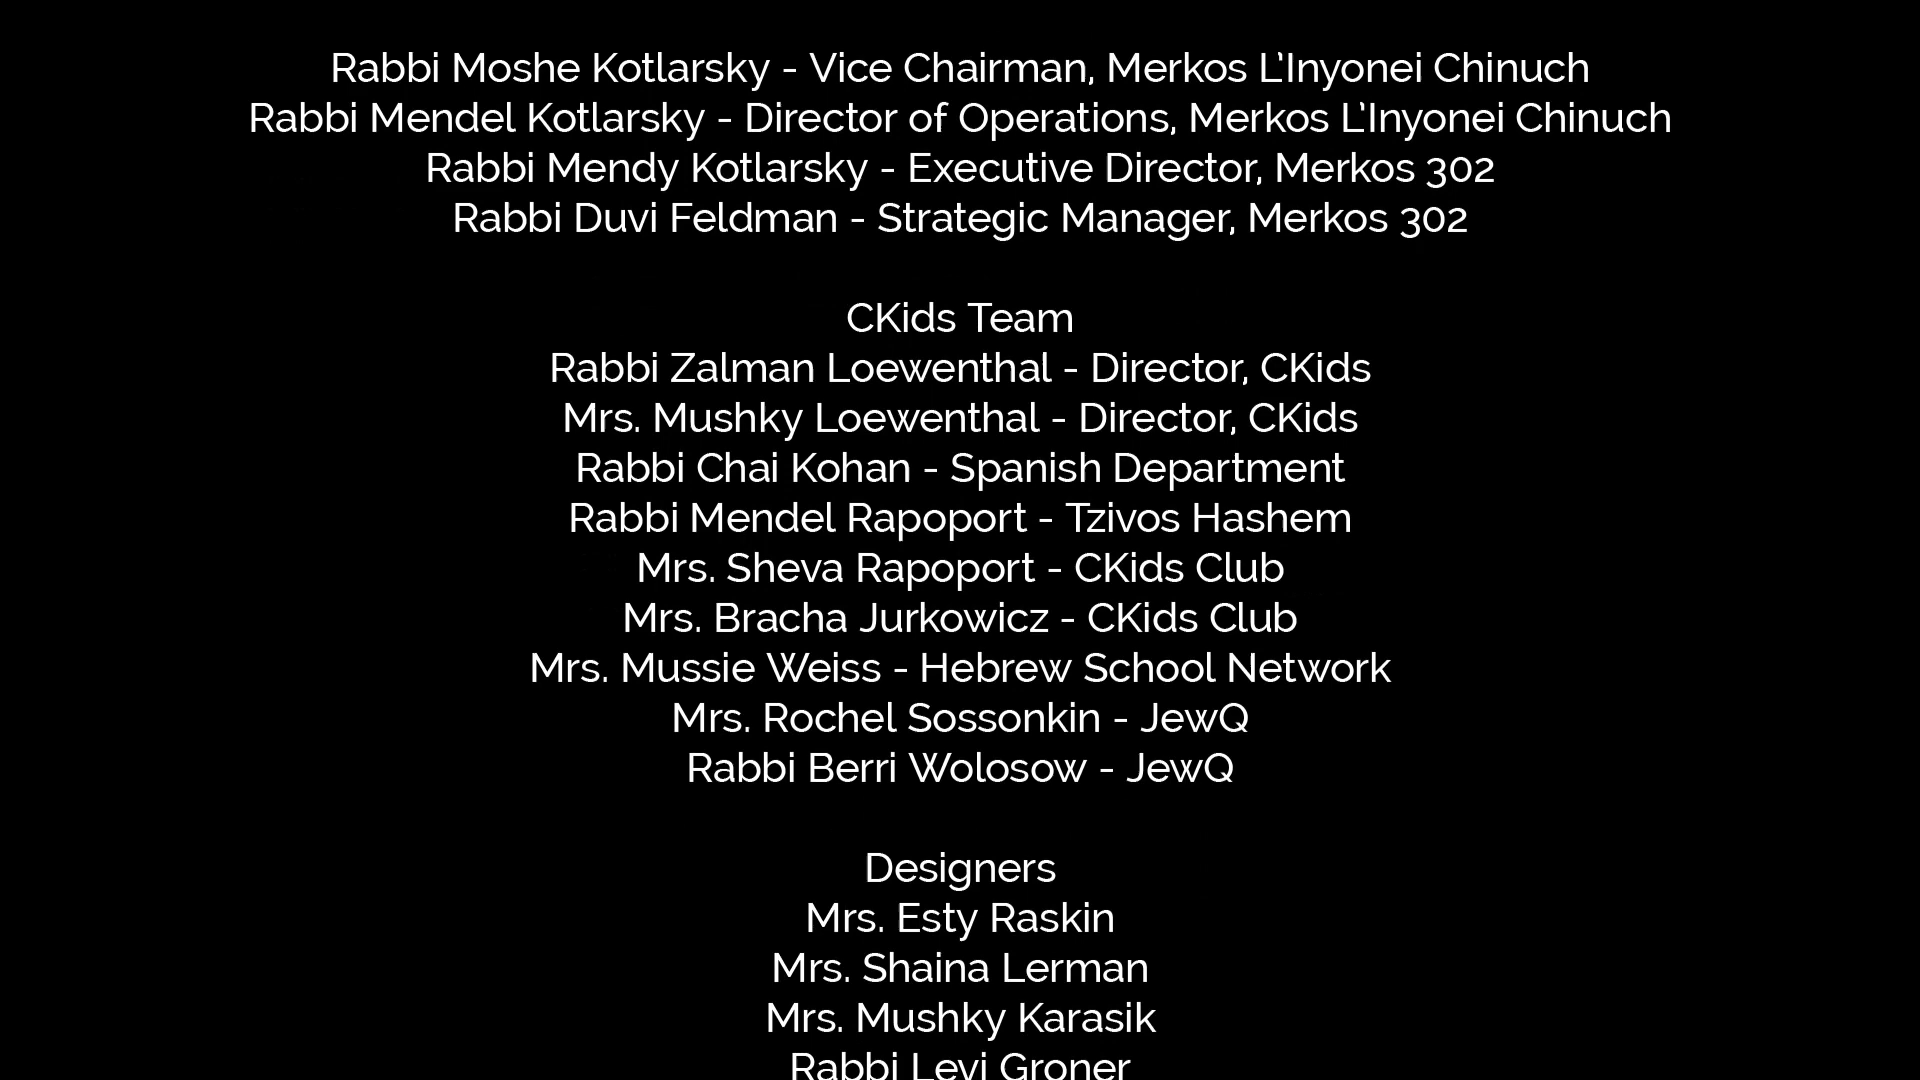 Rabbi Moshe Kotlarsky - Vice Chairman, Merkos L'Inyonei Chinuch
Rabbi Mendel Kotlarsky - Director of Operations, Merkos L'Inyonei Chinuch
Rabbi Mendy Kotlarsky - Executive Director, Merkos 302
Rabbi Duvi Feldman - Strategic Manager, Merkos 302
CKids Team
Rabbi Zalman Loewenthal - Director, CKids
Mrs. Mushky Loewenthal - Director, CKids
Rabbi Chai Kohan - Spanish Department
Rabbi Mendel Rapoport - Tzivos Hashem
Mrs. Sheva Rapoport - CKids Club
Mrs. Bracha Jurkowicz - CKids Club
Mrs. Mussie Weiss - Hebrew School Network
Mrs. Rochel Sossonkin - JewQ
Rabbi Berri Wolosow - JewQ
Designers
Mrs. Esty Raskin
Mrs. Shaina Lerman
Mrs. Mushky Karasik
Rabbi Levi Groner